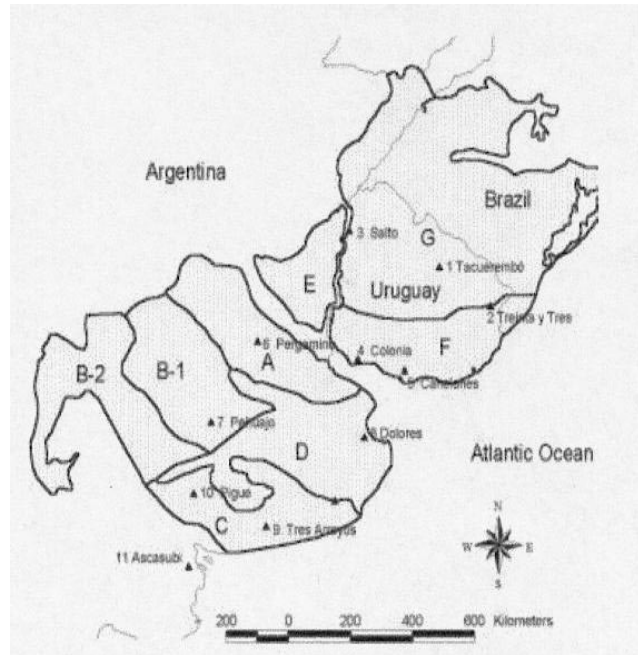 Argentina
Brazil
3 Salto
G
1 Tacuerembó
E
Uruguay
2 Treinta y Tres
6 Pergamino
4 Colonia
F
A
5 Canelones
B-2
B-1
7 Pehuajo
8 Dolores
D
Atlantic Ocean
10 Pigue
C
9. Tres Arroyos
N
W
E
S
11 Ascasubi
200 0 200 400 600 Kilometers